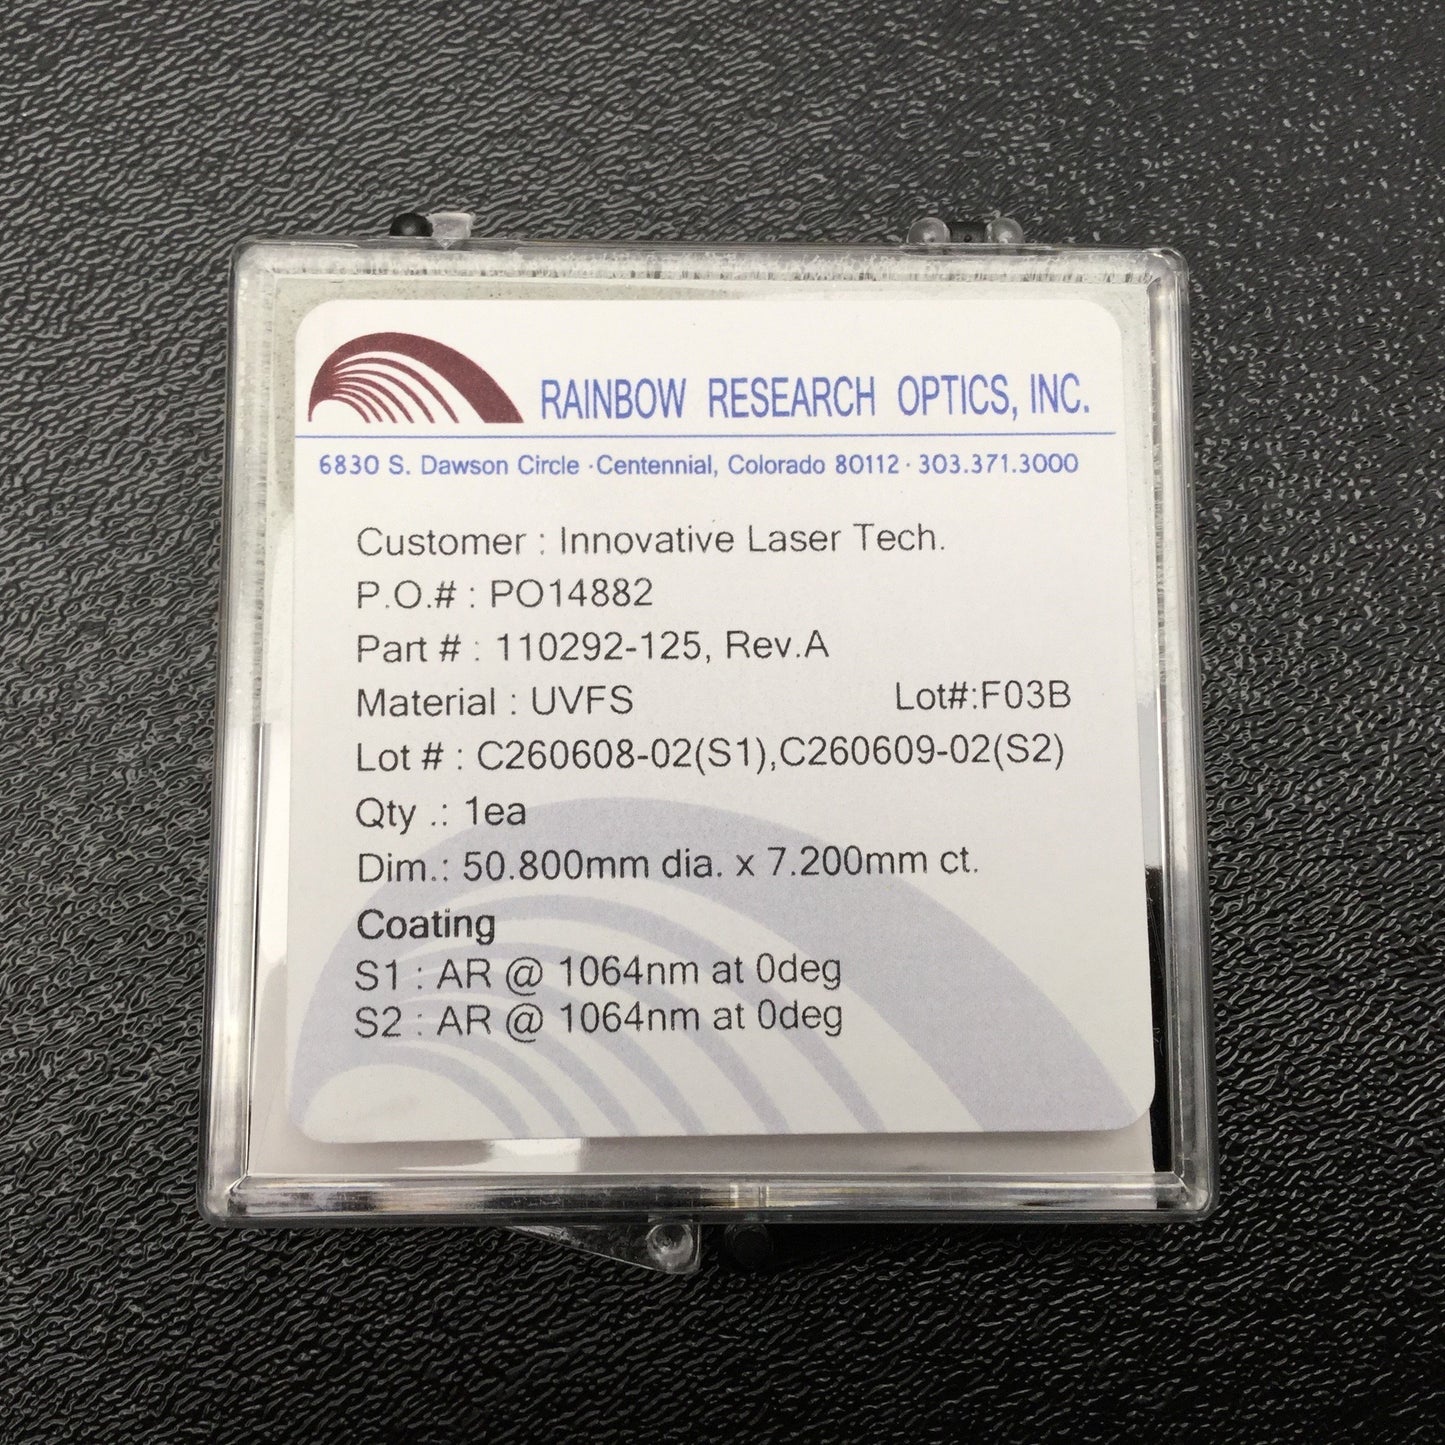 RAINBOW RESEARCH OPTICS, INC.
6830 S. Dawson Circle · Centennial, Colorado 80112 · 303.371.3000
Customer : Innovative Laser Tech.
P.O.# : PO14882
Part # : 110292-125, Rev.A
Material : UVFS Lot#:F03B
Lot # : C260608-02(S1),C260609-02(S2)
Qty .: 1ea
Dim.: 50.800mm dia. x 7.200mm ct.
Coating
S1 : AR @ 1064nm at 0deg
S2 : AR @ 1064nm at 0deg